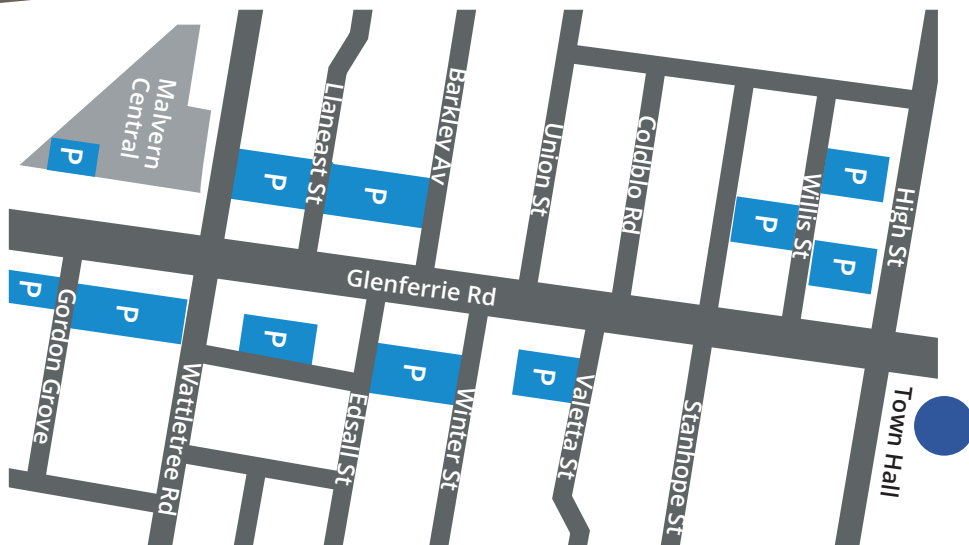 Malvern
Central
P
Llaneast St
Barkley Av
Union St
Coldblo Rd
Willis St
High St
P
P
P
P
P
Glenferrie Rd
P
P
P
P
P
Gordon Grove
Wattletree Rd
Edsall St
Winter St
Valetta St
Stanhope St
Town Hall